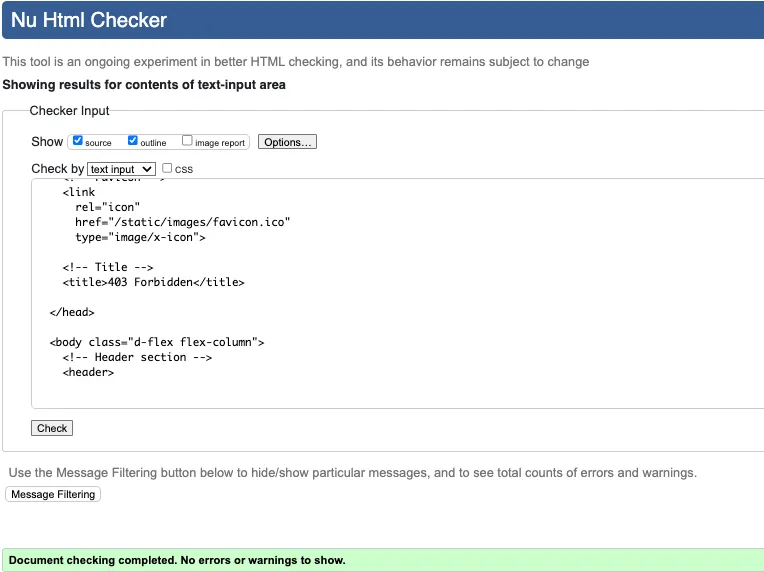 Nu Html Checker
This tool is an ongoing experiment in better HTML checking, and its behavior remains subject to change
Showing results for contents of text-input area
Checker Input
Show source outline image report Options...
Check by text input css
<!-- Favicon -->
<link
rel="icon"
href="/static/images/favicon.ico"
type="image/x-icon">
<!-- Title -->
<title>403 Forbidden</title>
</head>
<body class="d-flex flex-column">
<!-- Header section -->
<header>
Check
Use the Message Filtering button below to hide/show particular messages, and to see total counts of errors and warnings.
Message Filtering
Document checking completed. No errors or warnings to show.